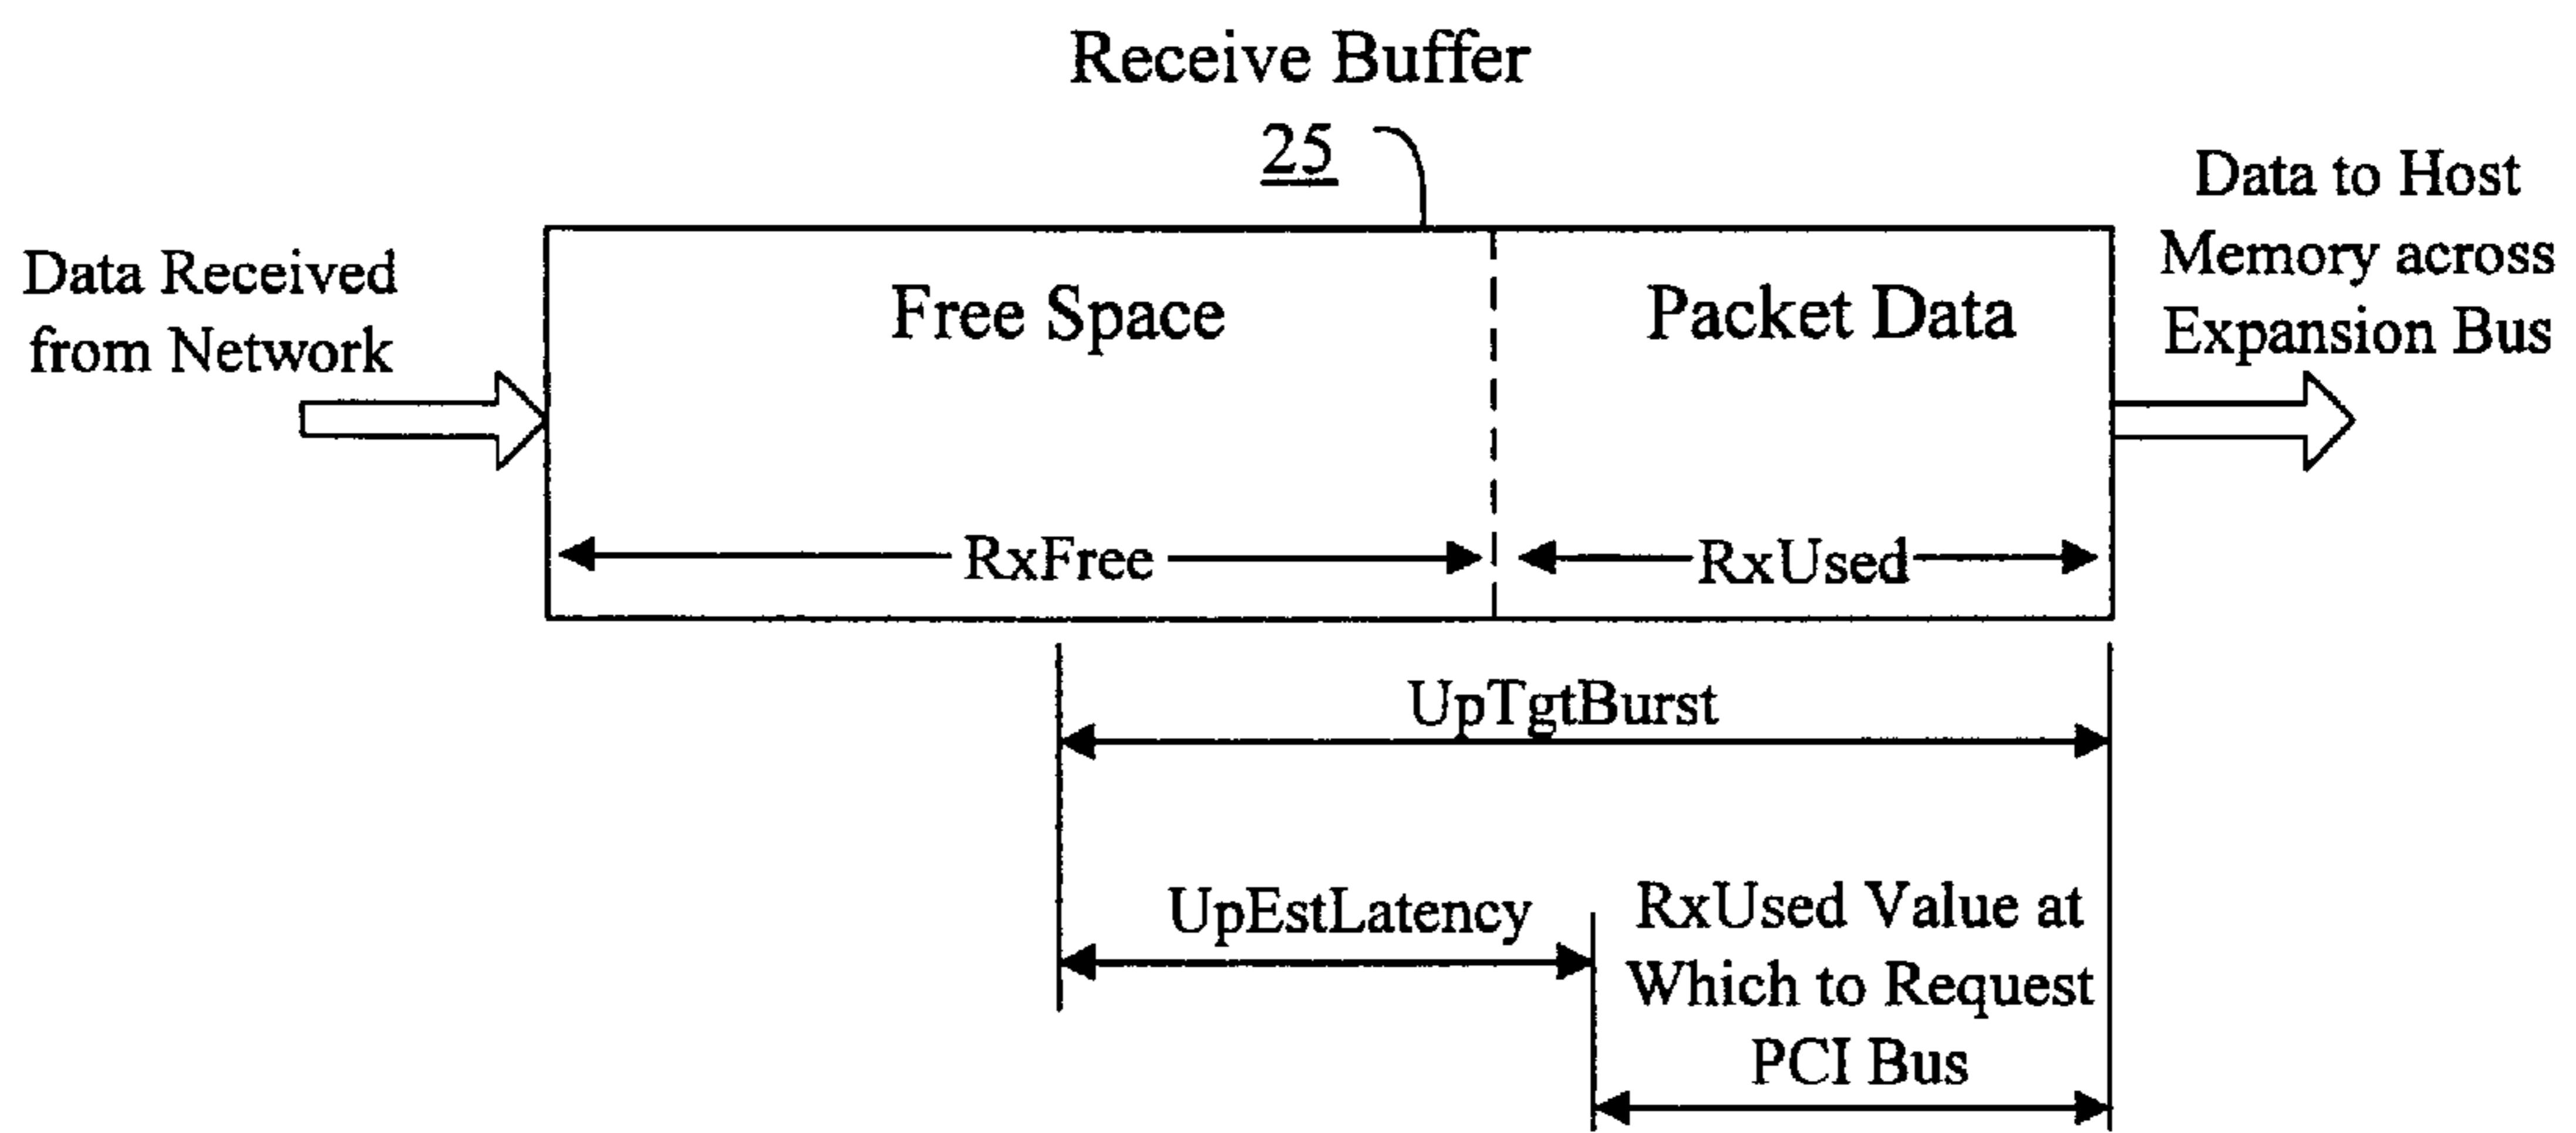 Receive Buffer
25
Data Received
from Network
Data to Host
Memory across
Expansion Bus
Free Space
Packet Data
RxFree
RxUsed
UpTgtBurst
UpEstLatency
RxUsed Value at
Which to Request
PCI Bus